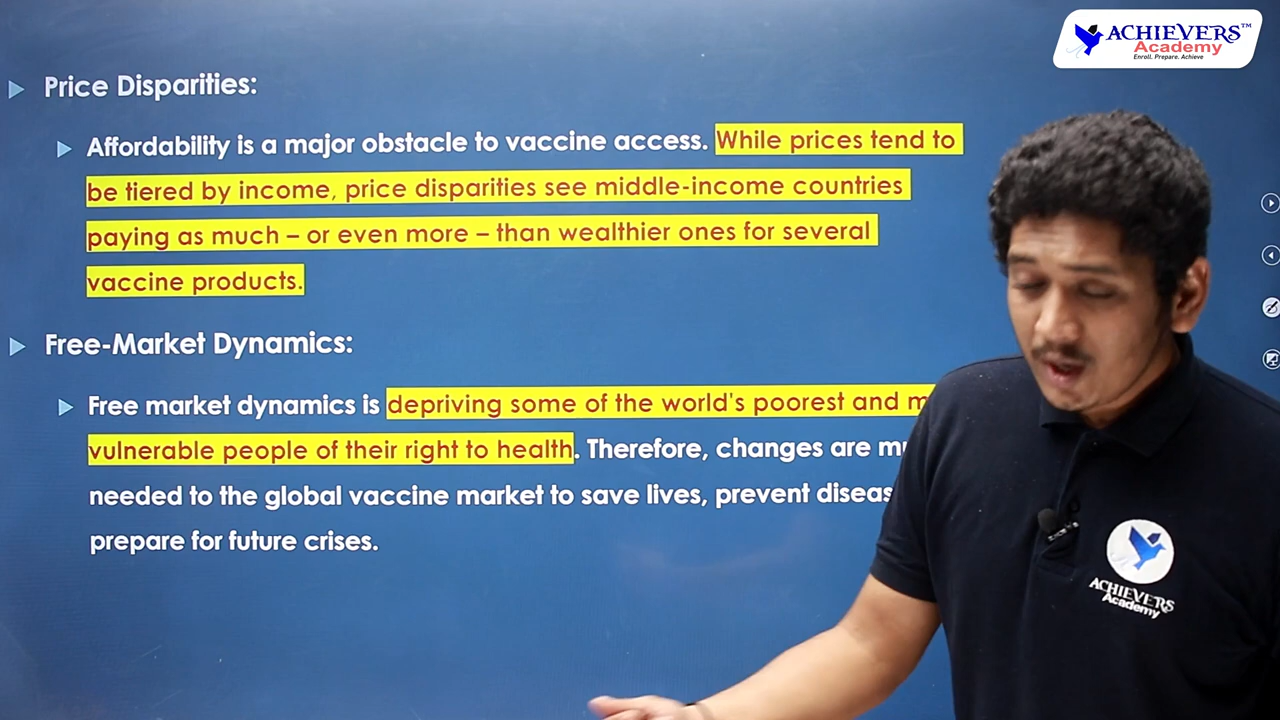 ACHIEVERS™
Academy
Enroll. Prepare. Achieve
Price Disparities:
Affordability is a major obstacle to vaccine access. While prices tend to
be tiered by income, price disparities see middle-income countries
paying as much – or even more – than wealthier ones for several
vaccine products.
Free-Market Dynamics:
Free market dynamics is depriving some of the world's poorest and
vulnerable people of their right to health. Therefore, changes are
needed to the global vaccine market to save lives, prevent
prepare for future crises.
ACHIEVERS
Academy